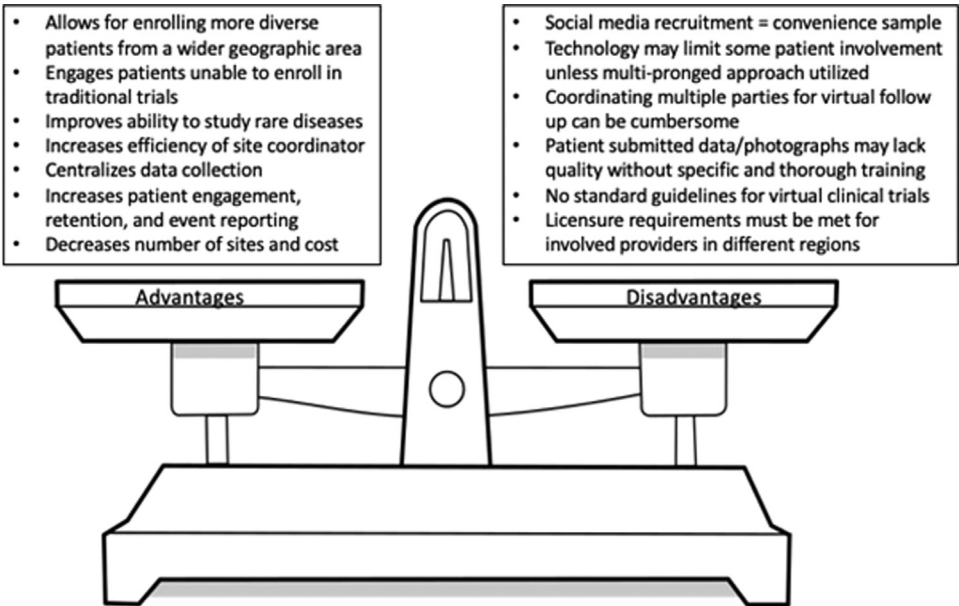 • Allows for enrolling more diverse
patients from a wider geographic area
• Engages patients unable to enroll in
traditional trials
• Improves ability to study rare diseases
• Increases efficiency of site coordinator
• Centralizes data collection
• Increases patient engagement,
retention, and event reporting
• Decreases number of sites and cost
• Social media recruitment = convenience sample
• Technology may limit some patient involvement
unless multi-pronged approach utilized
• Coordinating multiple parties for virtual follow
up can be cumbersome
• Patient submitted data/photographs may lack
quality without specific and thorough training
• No standard guidelines for virtual clinical trials
• Licensure requirements must be met for
involved providers in different regions
Advantages
Disadvantages